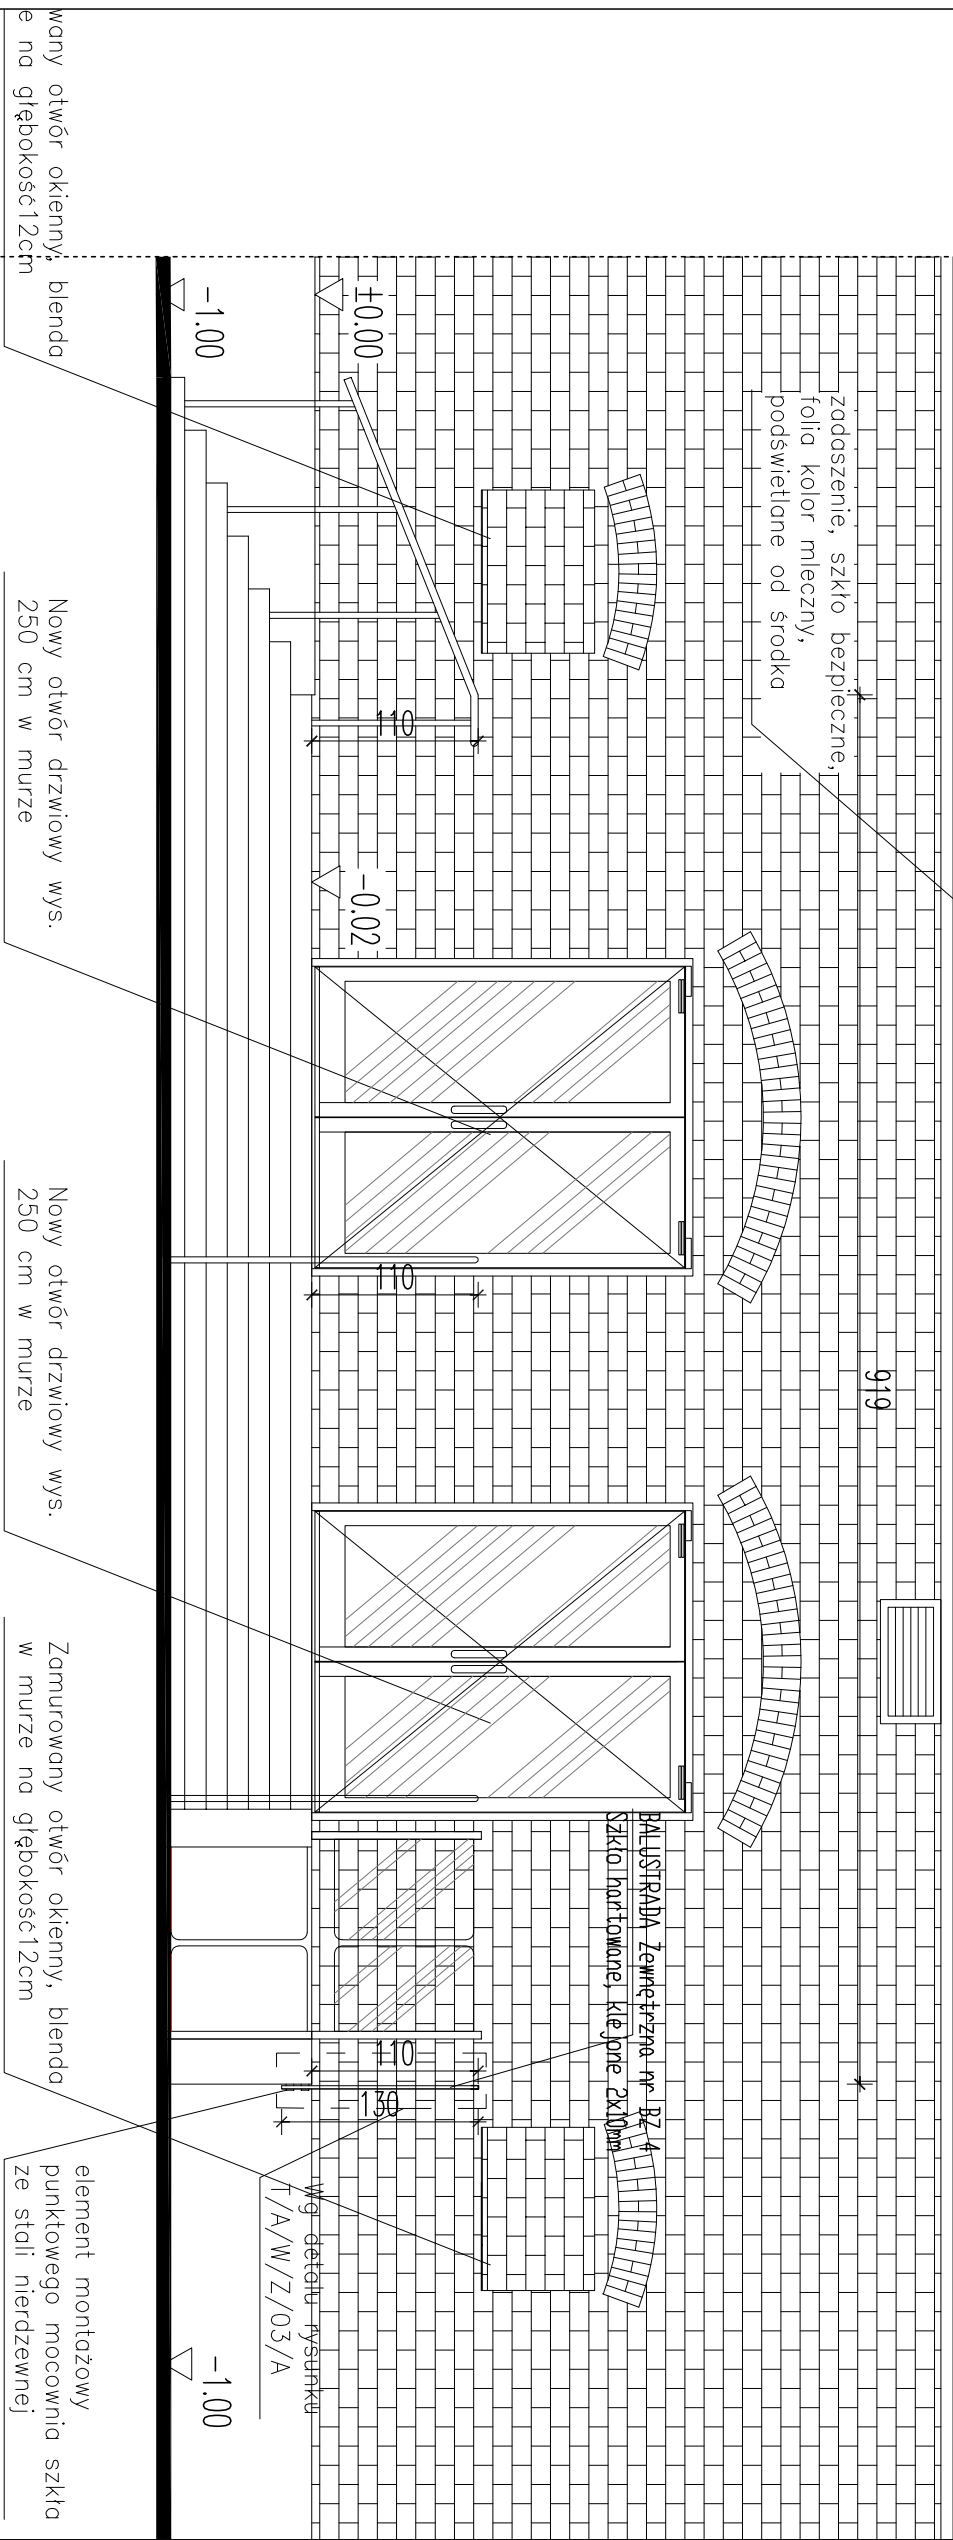 zadaszenie, szkło bezpieczne,
folia kolor mleczny,
podświetlane od środka
919
±0.00
-1.00
110
-0.02
110
BALUSTRADA Zewnętrzna nr BZ 4
Szkło hartowane, klejone 2x10mm
110
130
Wg detalu rysunku
T/A/W/Z/03/A
-1.00
wany otwór okienny, blenda
e na głębokość12cm
Nowy otwór drzwiowy wys.
250 cm w murze
Nowy otwór drzwiowy wys.
250 cm w murze
Zamurowany otwór okienny, blenda
w murze na głębokość12cm
element montażowy
punktowego mocownia szkła
ze stali nierdzewnej